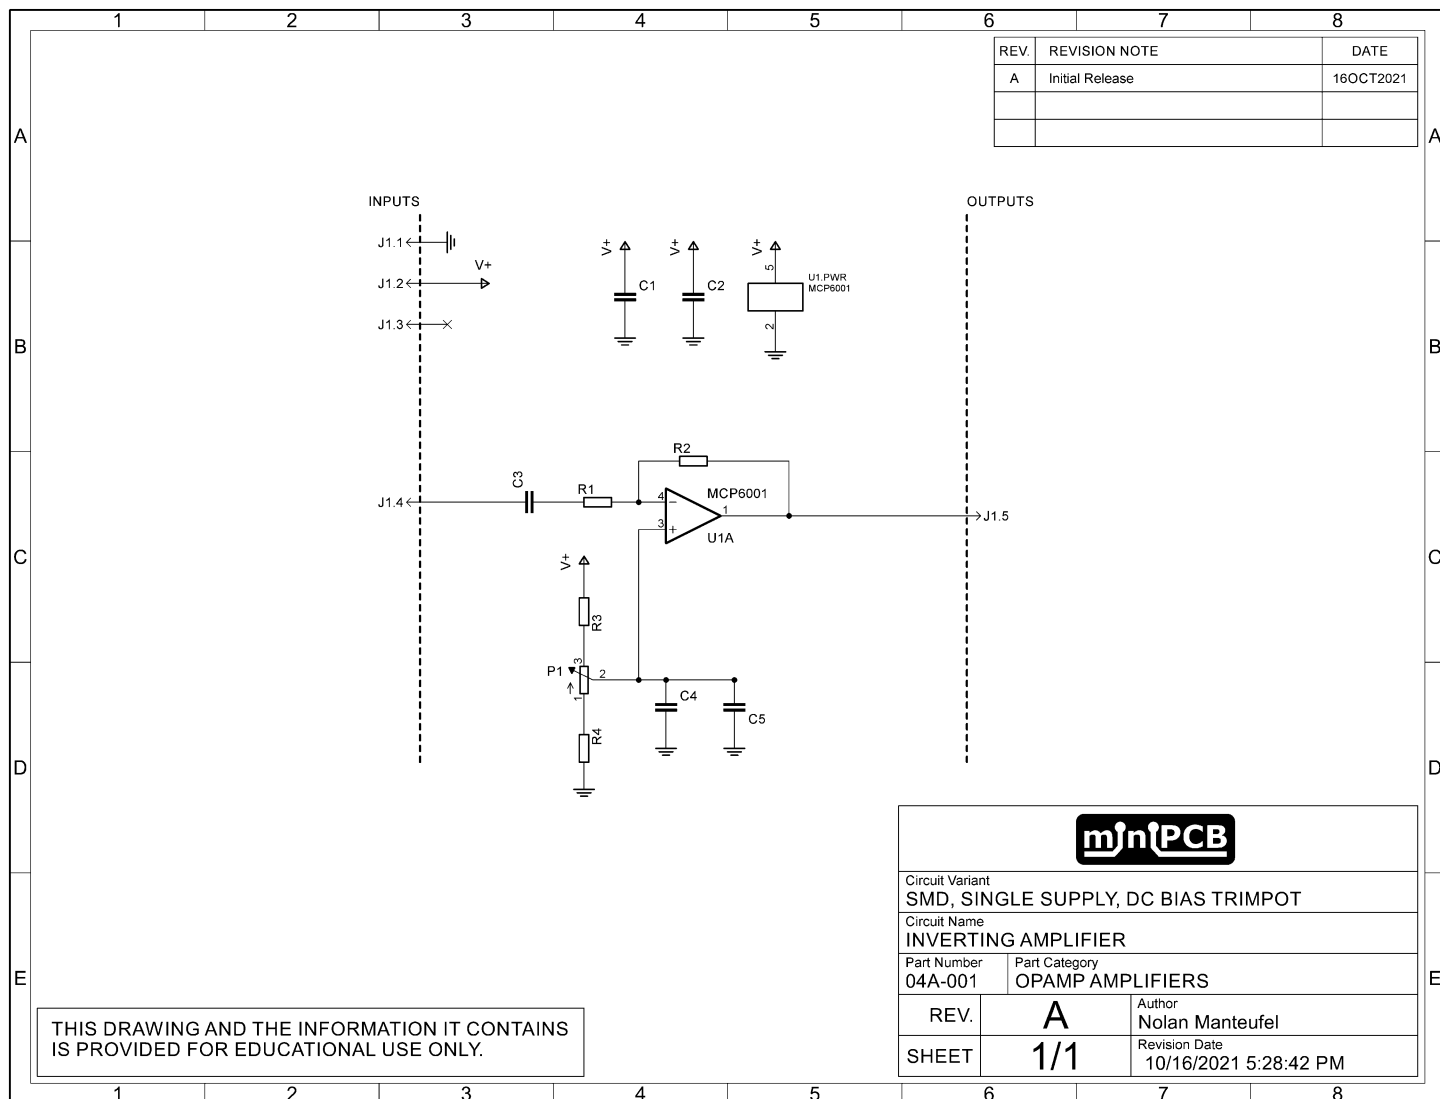 1 2 3 4 5 6 7 8
REV. REVISION NOTE DATE
A Initial Release 16OCT2021
A A
INPUTS OUTPUTS
J1.1
V+
J1.2
J1.3
V+ C1
V+ C2
V+ 5
U1.PWR
MCP6001
2
B B
R2
C3
R1
J1.4
4 −
MCP6001
1
3 +
U1A
J1.5
V+
C C
R3
3
P1 2
1
C4
C5
R4
D D
miniPCB
Circuit Variant
SMD, SINGLE SUPPLY, DC BIAS TRIMPOT
Circuit Name
INVERTING AMPLIFIER
Part Number Part Category
04A-001 OPAMP AMPLIFIERS
E E
REV. A Author
Nolan Manteufel
SHEET 1/1 Revision Date
10/16/2021 5:28:42 PM
THIS DRAWING AND THE INFORMATION IT CONTAINS
IS PROVIDED FOR EDUCATIONAL USE ONLY.
1 2 3 4 5 6 7 8